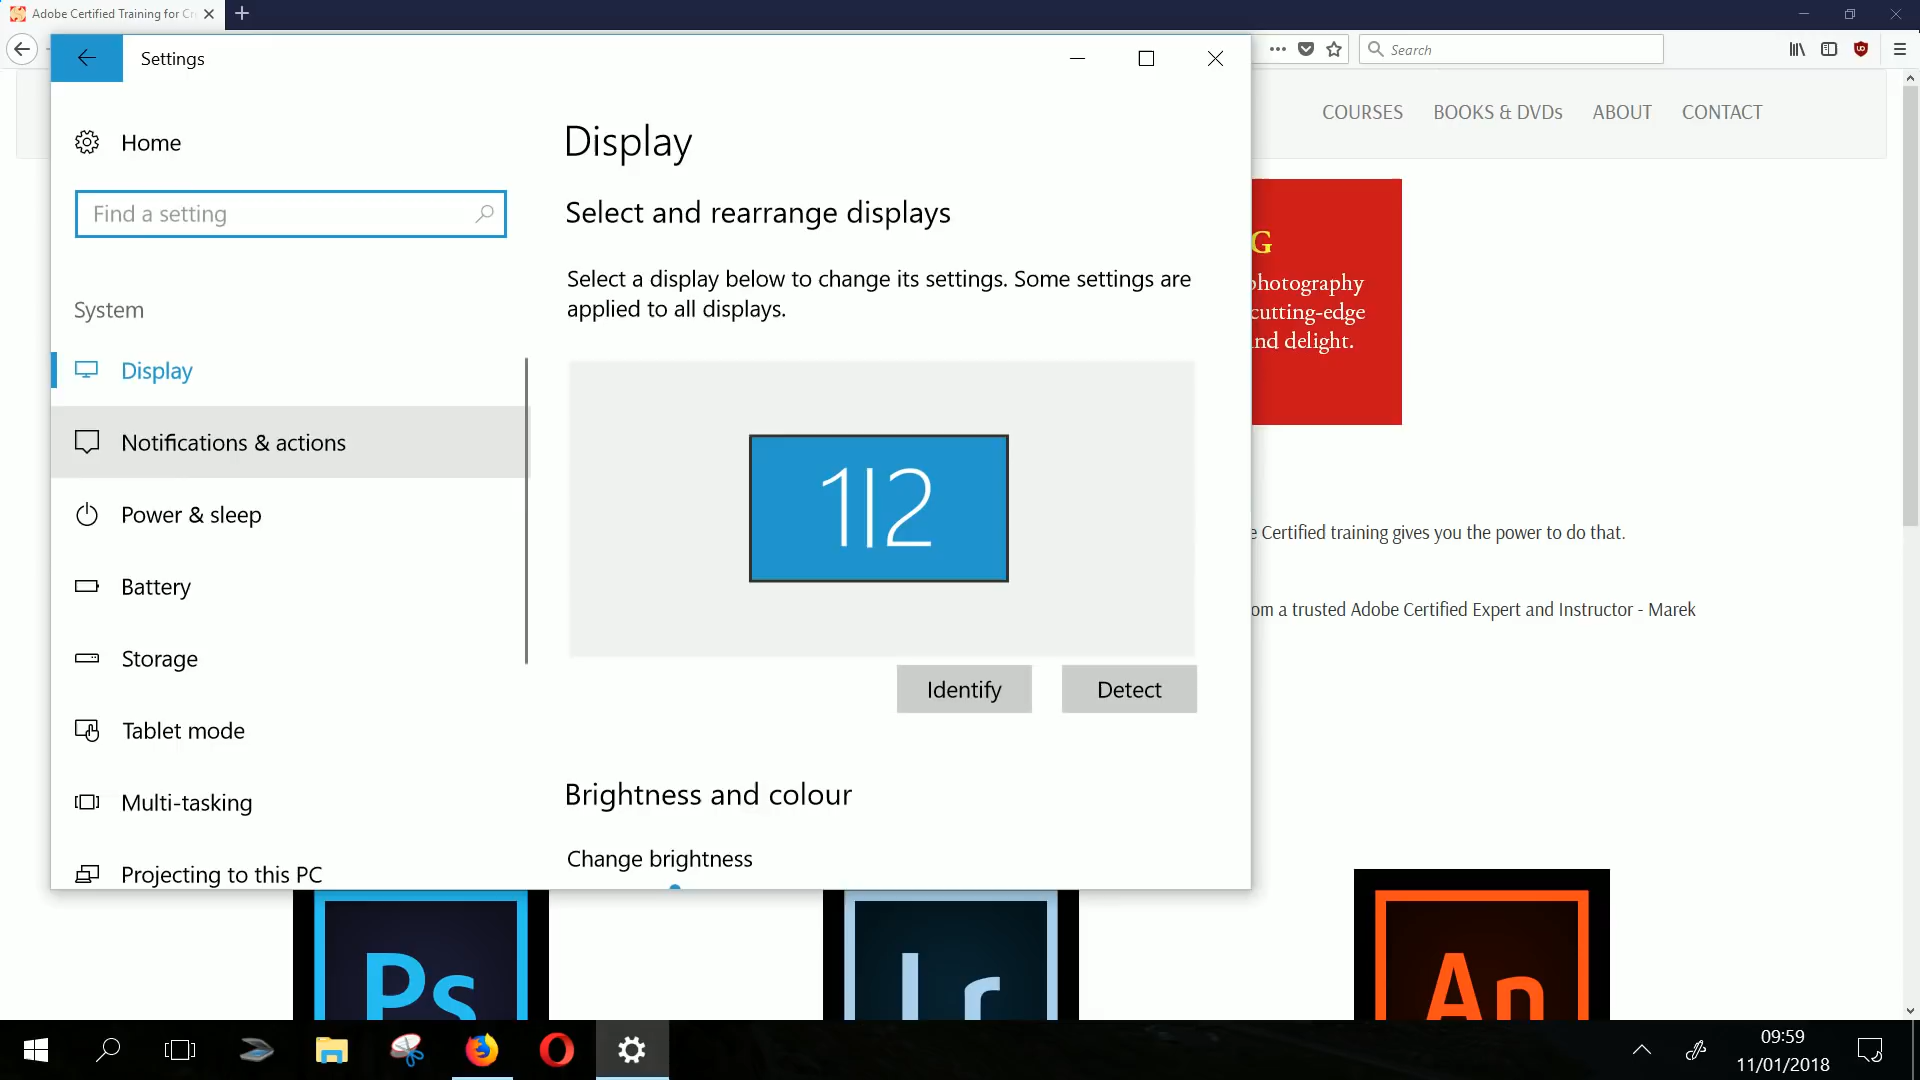 Adobe Certified Training for Cr
Search
Settings
COURSES BOOKS & DVDs ABOUT CONTACT
Home
Find a setting
System
Display
Notifications & actions
Power & sleep
Battery
Storage
Tablet mode
Multi-tasking
Projecting to this PC
Display
Select and rearrange displays
Select a display below to change its settings. Some settings are
applied to all displays.
1|2
Identify Detect
Brightness and colour
Change brightness
G
photography
cutting-edge
nd delight.
e Certified training gives you the power to do that.
om a trusted Adobe Certified Expert and Instructor - Marek
Ps
Lr
An
09:59
11/01/2018